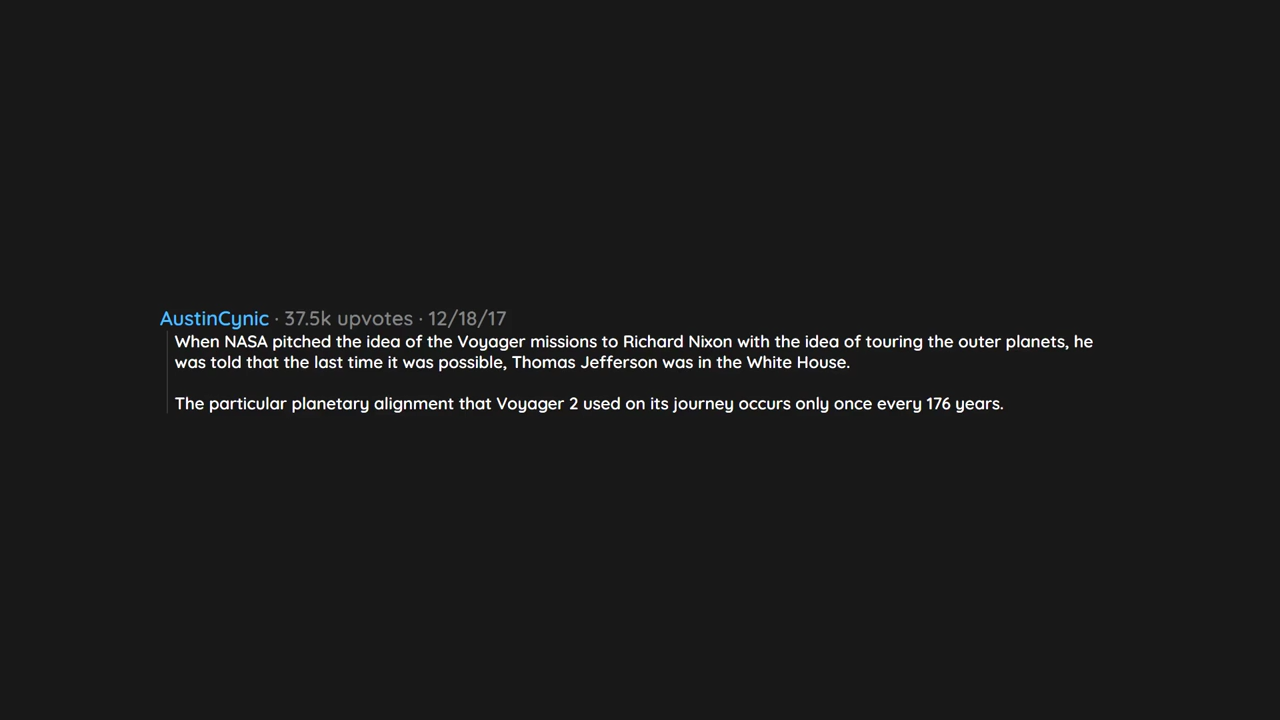 AustinCynic · 37.5k upvotes · 12/18/17
When NASA pitched the idea of the Voyager missions to Richard Nixon with the idea of touring the outer planets, he
was told that the last time it was possible, Thomas Jefferson was in the White House.
The particular planetary alignment that Voyager 2 used on its journey occurs only once every 176 years.